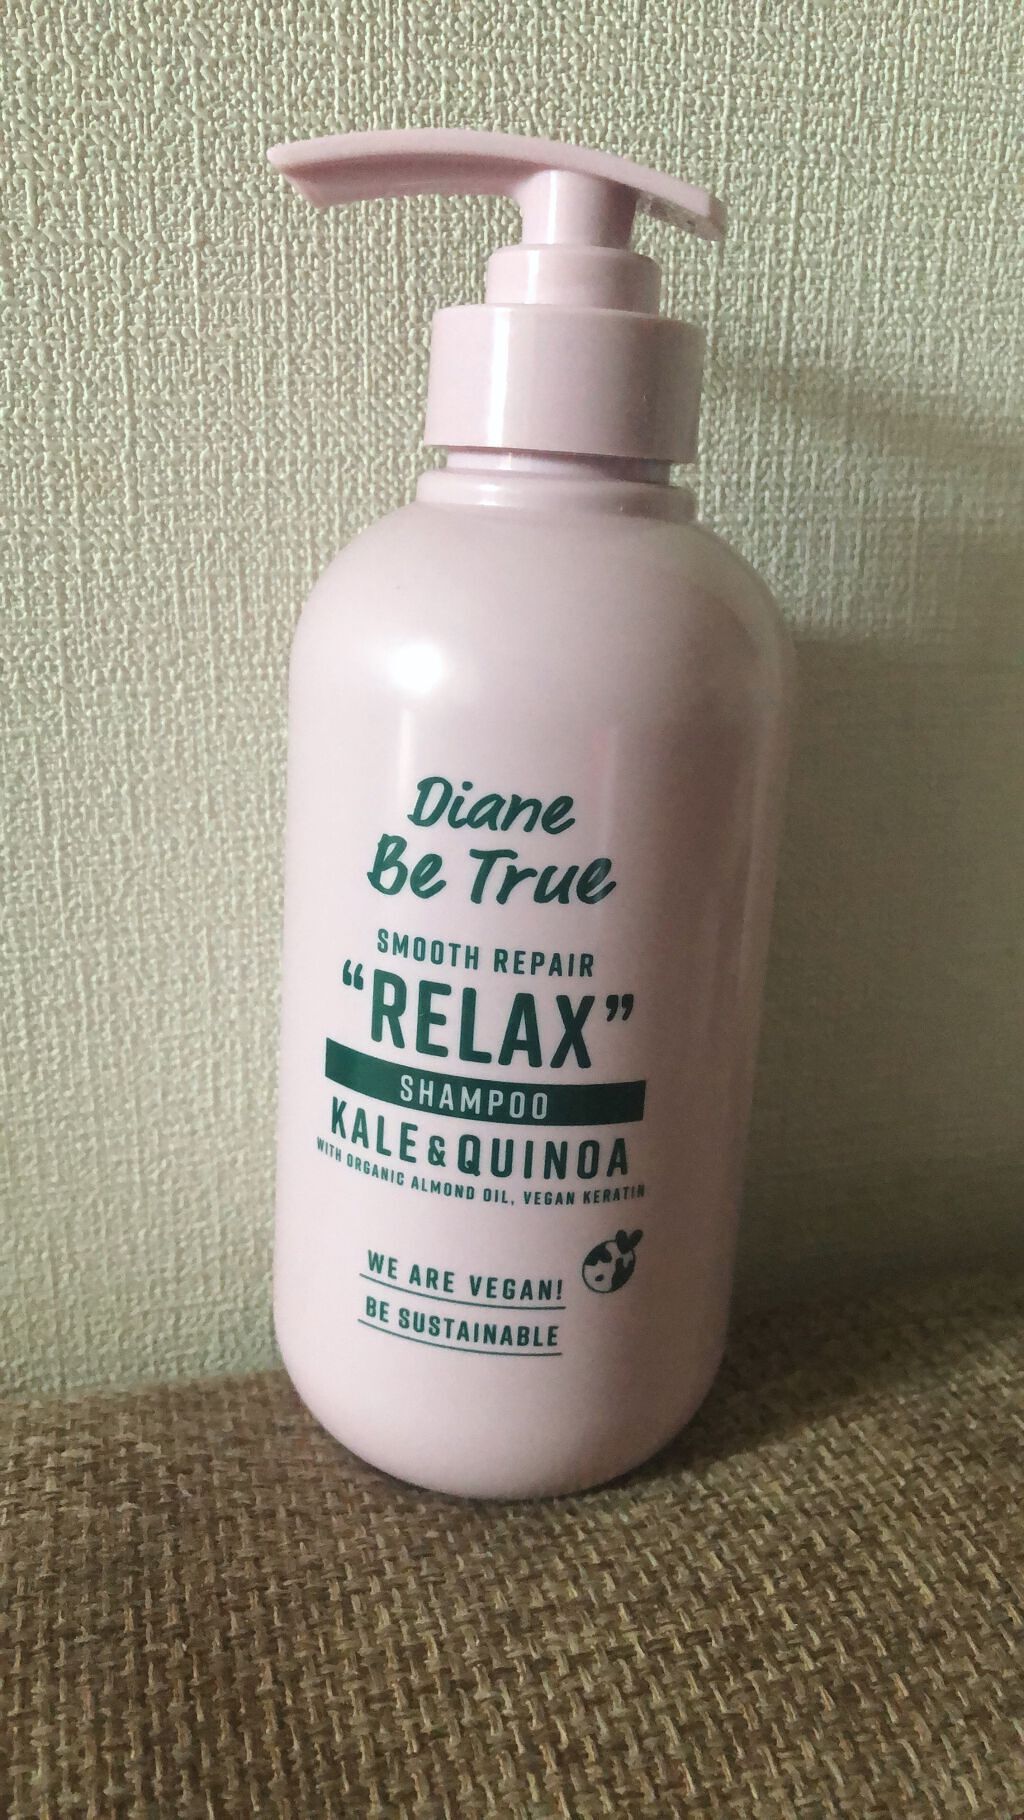 Diane
Be True
SMOOTH REPAIR
“RELAX”
SHAMPOO
KALE & QUINOA
WITH ORGANIC ALMOND OIL, VEGAN KERATIN
WE ARE VEGAN!
BE SUSTAINABLE